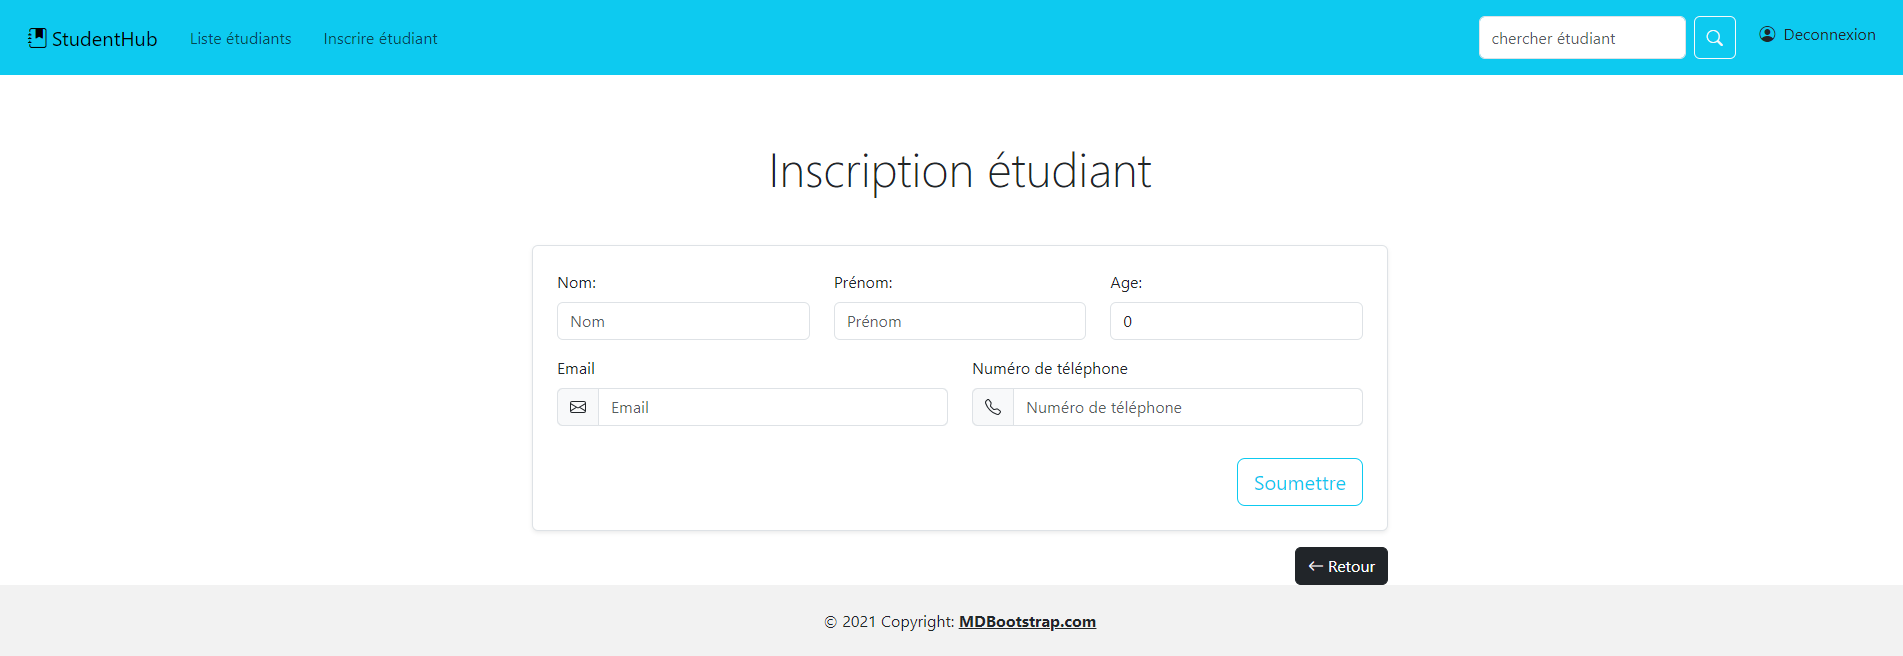 StudentHub Liste étudiants Inscrire étudiant chercher étudiant Deconnexion
Inscription étudiant
Nom: Prénom: Age:
Nom Prénom 0
Email Numéro de téléphone
Email Numéro de téléphone
Soumettre
← Retour
© 2021 Copyright: MDBootstrap.com